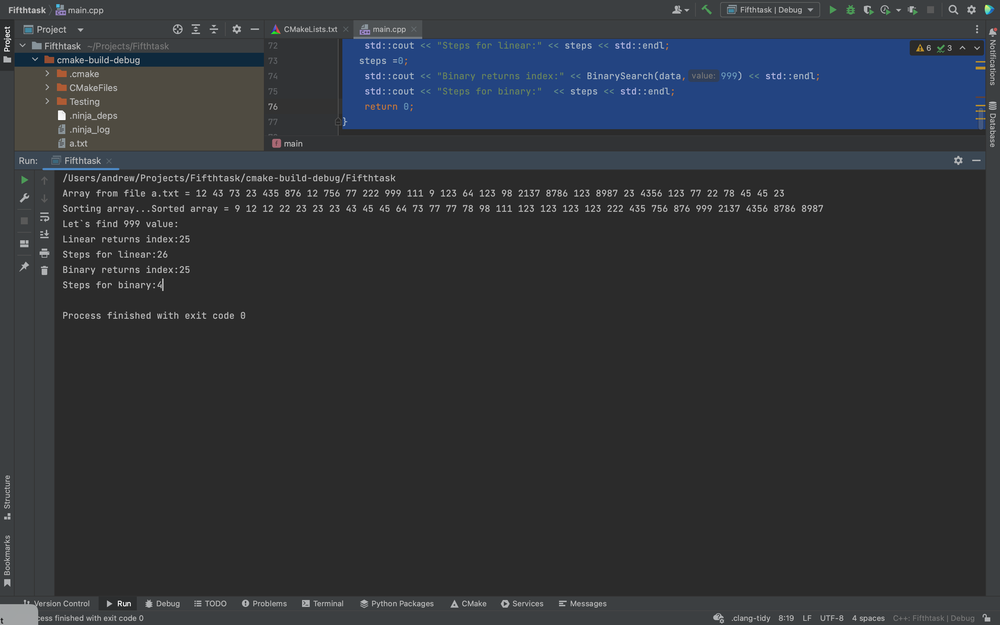 Fifthtask main.cpp Fifthtask | Debug
Project
Project CMakeLists.txt main.cpp
Fifthtask ~/Projects/Fifthtask
cmake-build-debug
.cmake
CMakeFiles
Testing
.ninja_deps
.ninja_log
a.txt
72 std::cout << "Steps for linear:" << steps << std::endl;
73 steps =0;
74 std::cout << "Binary returns index:" << BinarySearch(data, value: 999) << std::endl;
75 std::cout << "Steps for binary:" << steps << std::endl;
76 return 0;
77 }
6 3
main
Notifications
Database
Run: Fifthtask
/Users/andrew/Projects/Fifthtask/cmake-build-debug/Fifthtask
Array from file a.txt = 12 43 73 23 435 876 12 756 77 222 999 111 9 123 64 123 98 2137 8786 123 8987 23 4356 123 77 22 78 45 45 23
Sorting array...Sorted array = 9 12 12 22 23 23 23 43 45 45 64 73 77 77 78 98 111 123 123 123 123 222 435 756 876 999 2137 4356 8786 8987
Let`s find 999 value:
Linear returns index:25
Steps for linear:26
Binary returns index:25
Steps for binary:4
Process finished with exit code 0
Structure
Bookmarks
Version Control Run Debug TODO Problems Terminal Python Packages CMake Services Messages
t
cess finished with exit code 0 .clang-tidy 8:19 LF UTF-8 4 spaces C++: Fifthtask | Debug